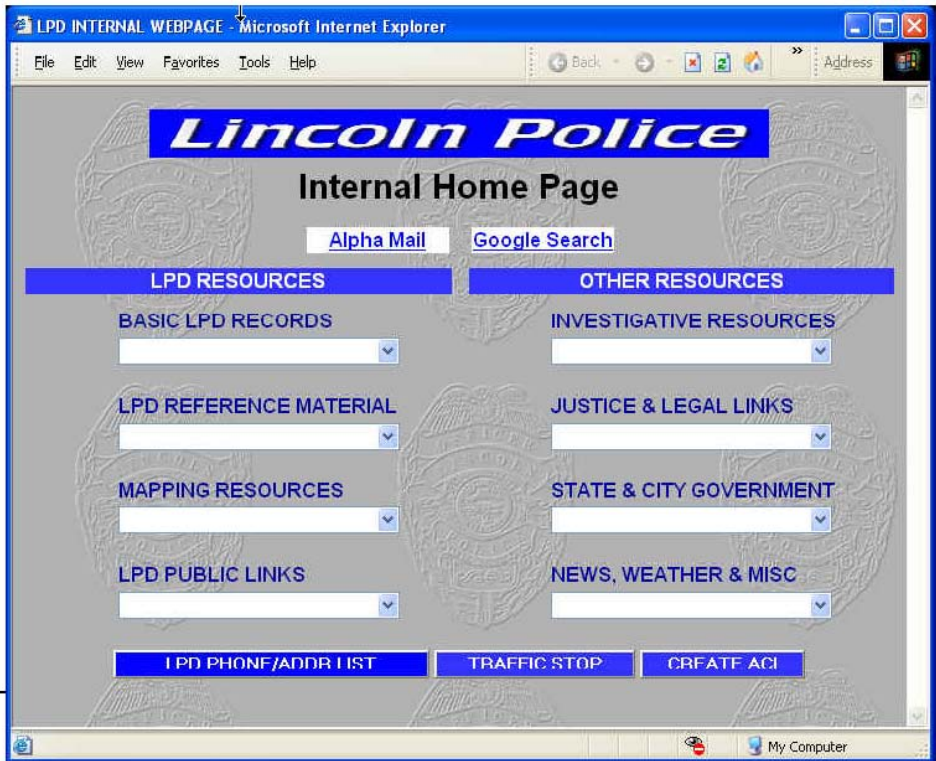 LPD INTERNAL WEBPAGE - Microsoft Internet Explorer
File Edit View Favorites Tools Help Back » Address
Lincoln Police
Internal Home Page
Alpha Mail Google Search
LPD RESOURCES OTHER RESOURCES
BASIC LPD RECORDS INVESTIGATIVE RESOURCES
LPD REFERENCE MATERIAL JUSTICE & LEGAL LINKS
MAPPING RESOURCES STATE & CITY GOVERNMENT
LPD PUBLIC LINKS NEWS, WEATHER & MISC
LPD PHONE/ADDR LIST TRAFFIC STOP CREATE ACI
My Computer